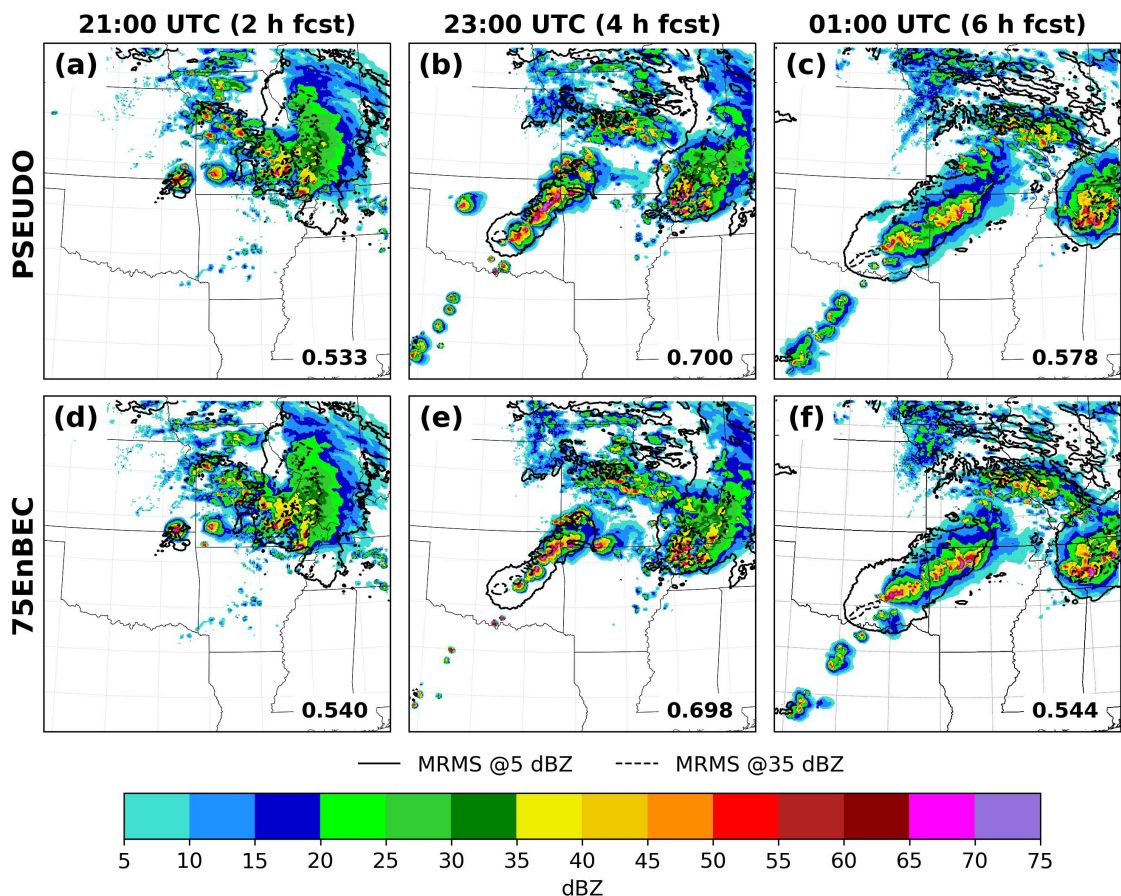 21:00 UTC (2 h fcst) 23:00 UTC (4 h fcst) 01:00 UTC (6 h fcst)
PSEUDO
(a) (b) (c)
0.533 0.700 0.578
75EnBEC
(d) (e) (f)
0.540 0.698 0.544
MRMS @5 dBZ MRMS @35 dBZ
5 10 15 20 25 30 35 40 45 50 55 60 65 70 75
dBZ